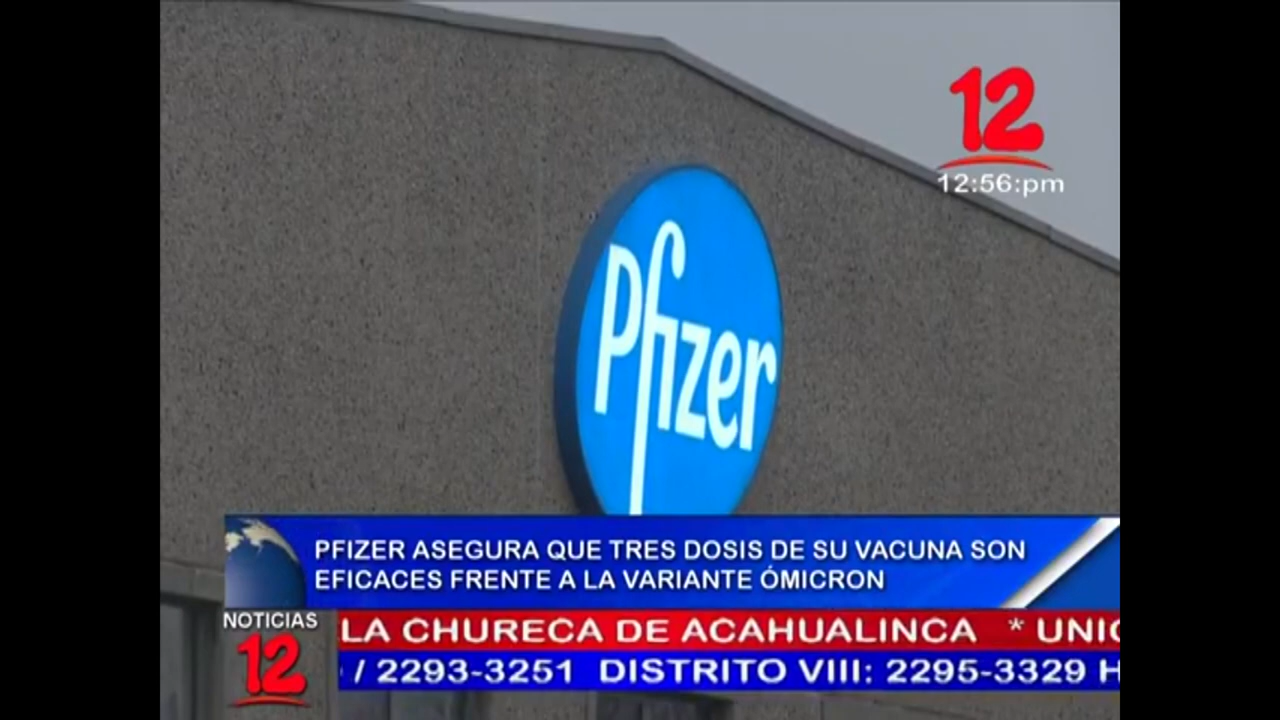 12
12:56:pm
Pfizer
PFIZER ASEGURA QUE TRES DOSIS DE SU VACUNA SON
EFICACES FRENTE A LA VARIANTE ÓMICRON
NOTICIAS
12
LA CHURECA DE ACAHUALINCA * UNIC
/ 2293-3251 DISTRITO VIII: 2295-3329 H